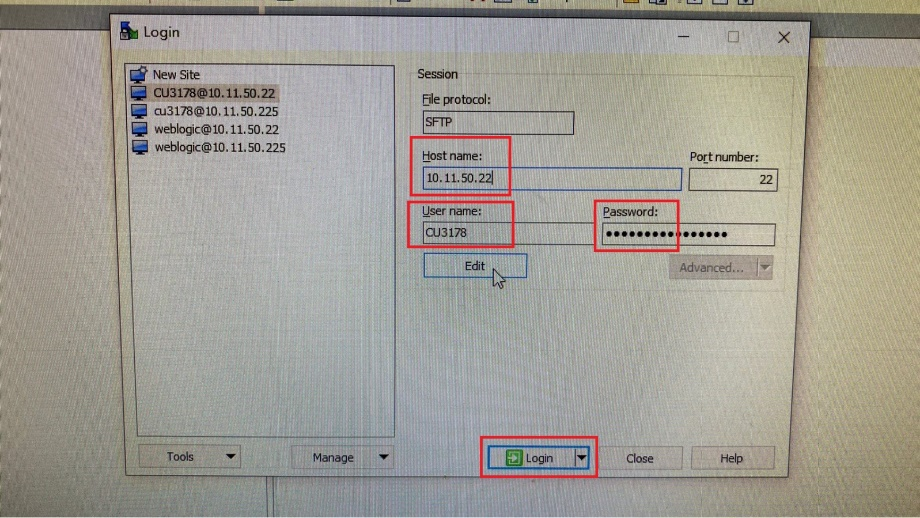 Login
New Site
CU3178@10.11.50.22
cu3178@10.11.50.225
weblogic@10.11.50.22
weblogic@10.11.50.225
Session
File protocol:
SFTP
Host name:
Port number:
10.11.50.22
22
User name:
Password:
CU3178
••••••••••••••••
Edit
Advanced...
Tools
Manage
Login
Close
Help